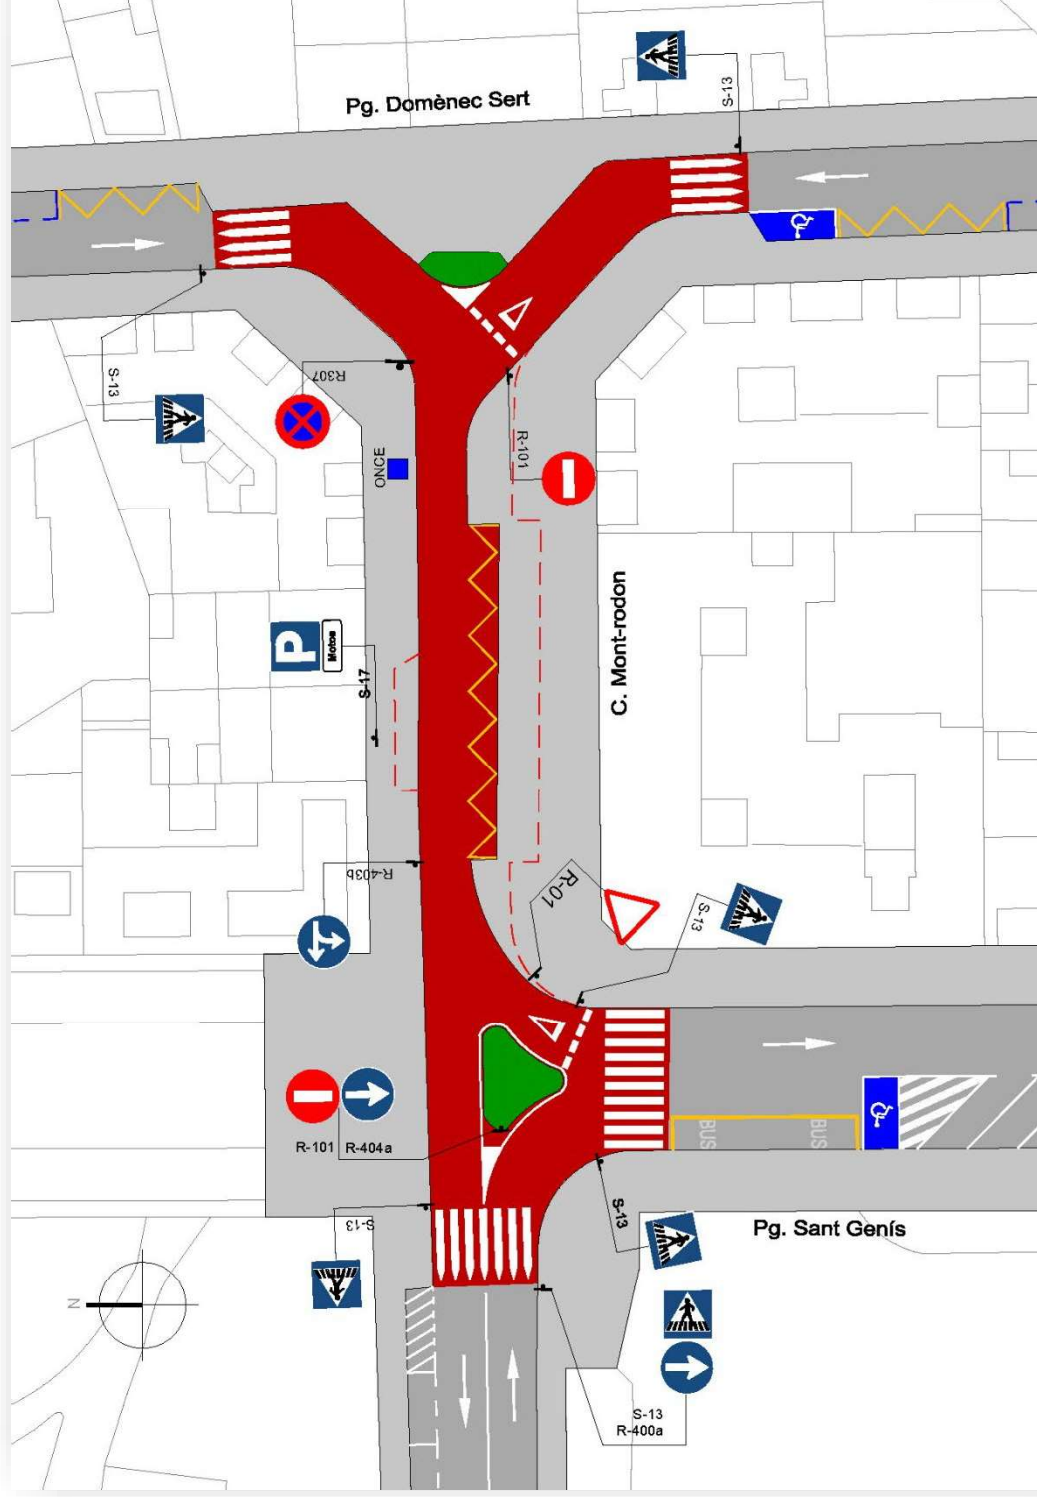 Pg. Domènec Sert
S-13
S-13
R307
R-101
ONCE
P
Motos
S-17
C. Mont-rodon
R-403b
R-01
S-13
R-101
R-404a
BUS
BUS
S-13
S-13
Pg. Sant Genís
N
S-13
R-400a